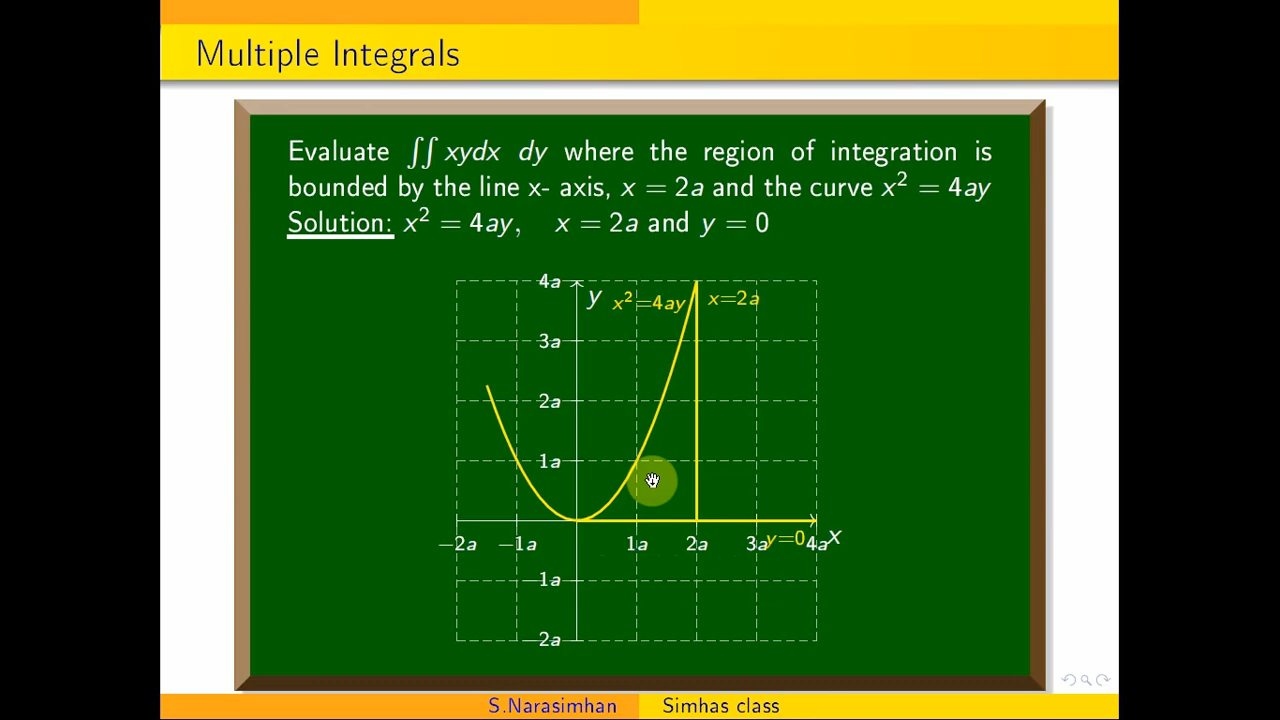 Multiple Integrals
Evaluate ∬ xydx dy where the region of integration is
bounded by the line x- axis, x = 2a and the curve x² = 4ay
Solution: x² = 4ay, x = 2a and y = 0
4a
y
x²=4ay
x=2a
3a
2a
1a
−2a
−1a
1a
2a
3a
y=0
4a
x
−1a
−2a
S.Narasimhan
Simhas class